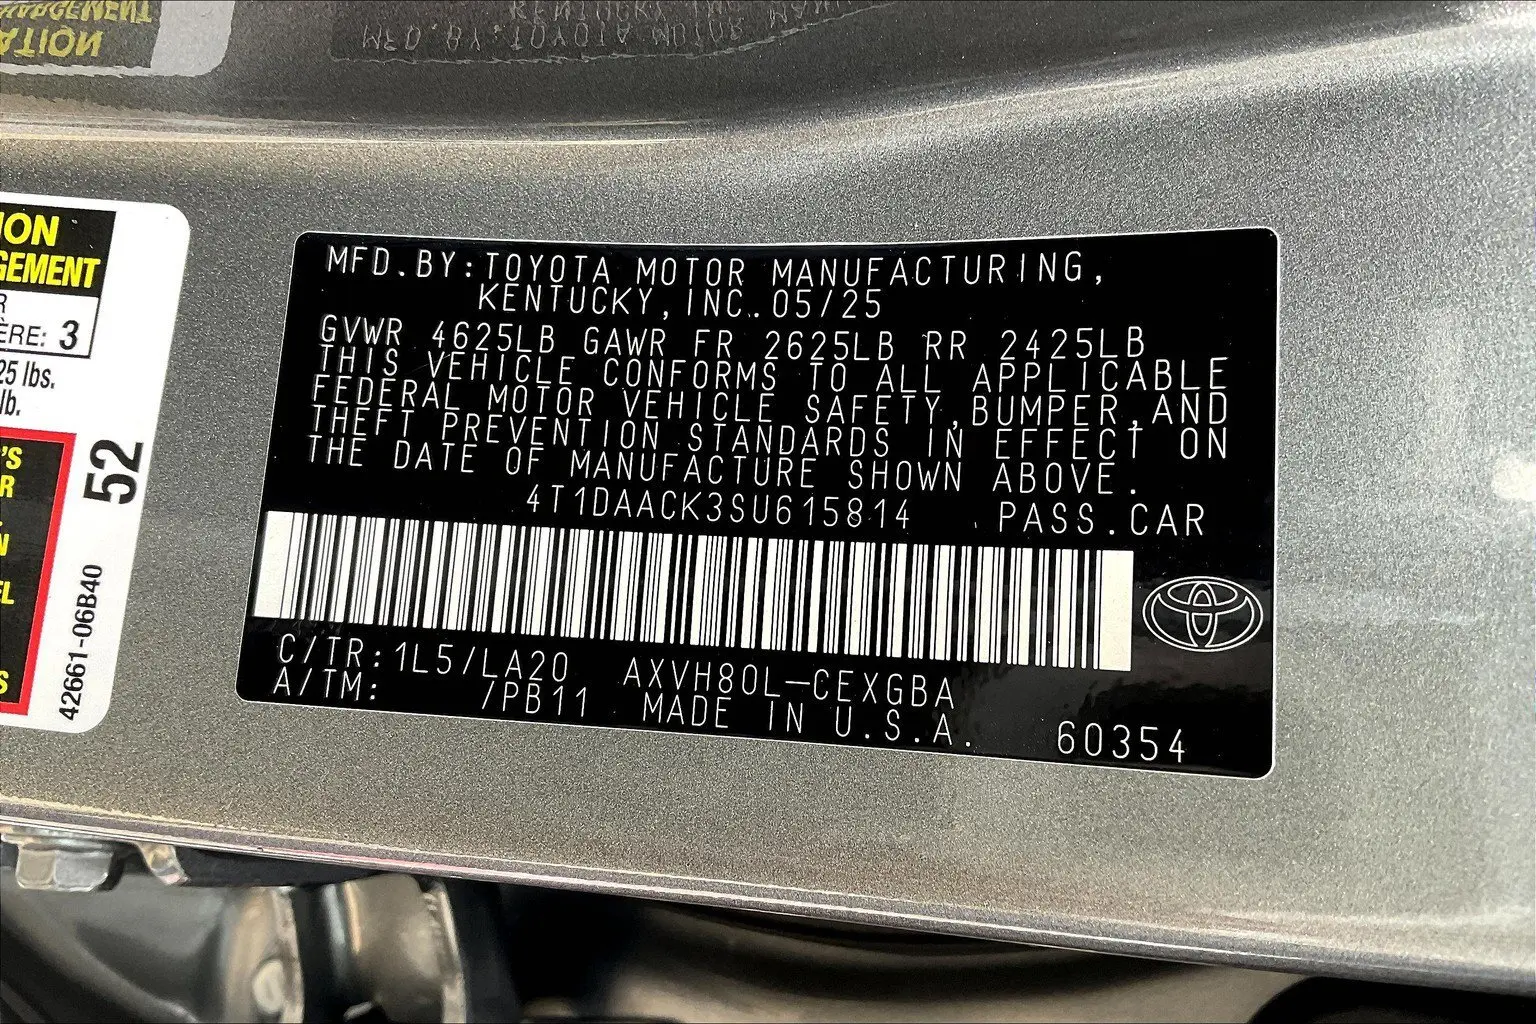 ION
GEMENT
R
ÈRE: 3
25 lbs.
lb.
'S
R
N
FL
S
52
42661-06B40
MFD.BY:TOYOTA MOTOR MANUFACTURING,
KENTUCKY,INC.05/25
GVWR 4625LB GAWR FR 2625LB RR 2425LB
THIS VEHICLE CONFORMS TO ALL APPLICABLE
FEDERAL MOTOR VEHICLE SAFETY,BUMPER,AND
THEFT PREVENTION STANDARDS IN EFFECT ON
THE DATE OF MANUFACTURE SHOWN ABOVE.
4T1DAACK3SU615814 PASS.CAR
C/TR:1L5/LA20 AXVH80L-CEXGBA
A/TM: /PB11 MADE IN U.S.A. 60354